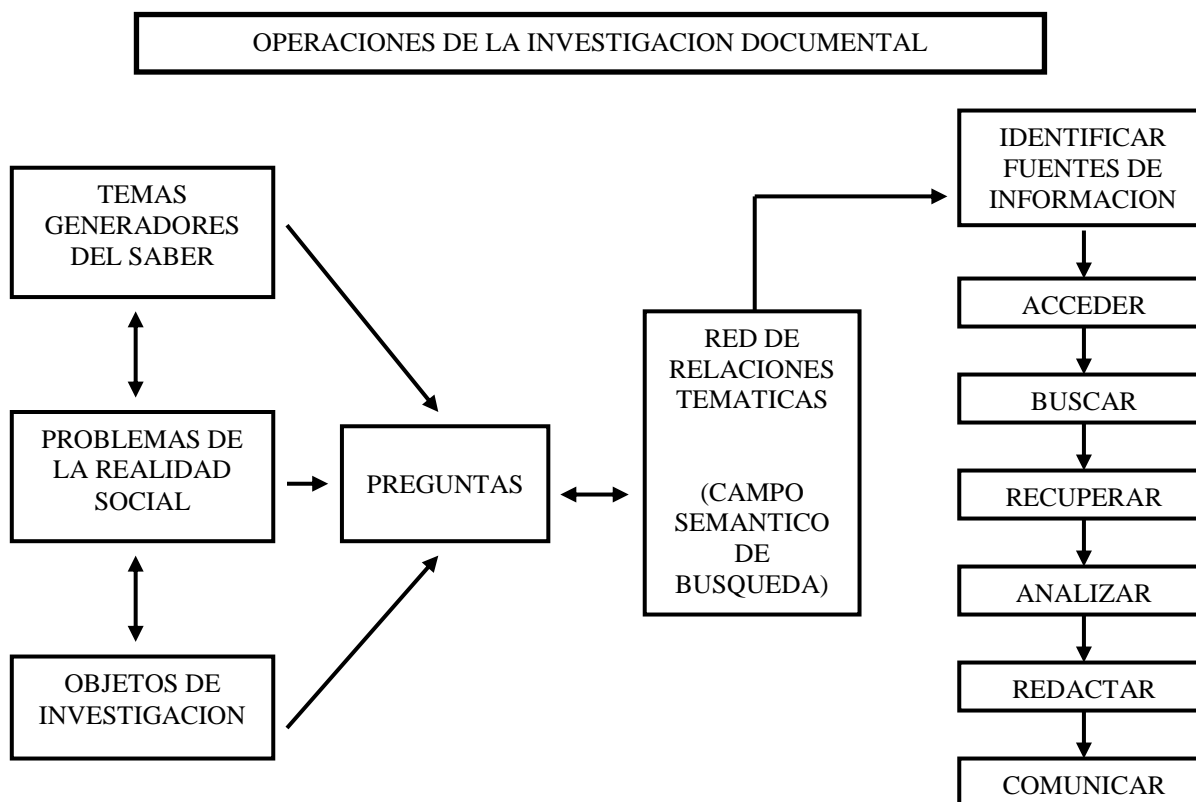 OPERACIONES DE LA INVESTIGACION DOCUMENTAL
TEMAS
GENERADORES
DEL SABER
PROBLEMAS DE
LA REALIDAD
SOCIAL
OBJETOS DE
INVESTIGACION
PREGUNTAS
RED DE
RELACIONES
TEMATICAS
(CAMPO
SEMANTICO
DE
BUSQUEDA)
IDENTIFICAR
FUENTES DE
INFORMACION
ACCEDER
BUSCAR
RECUPERAR
ANALIZAR
REDACTAR
COMUNICAR